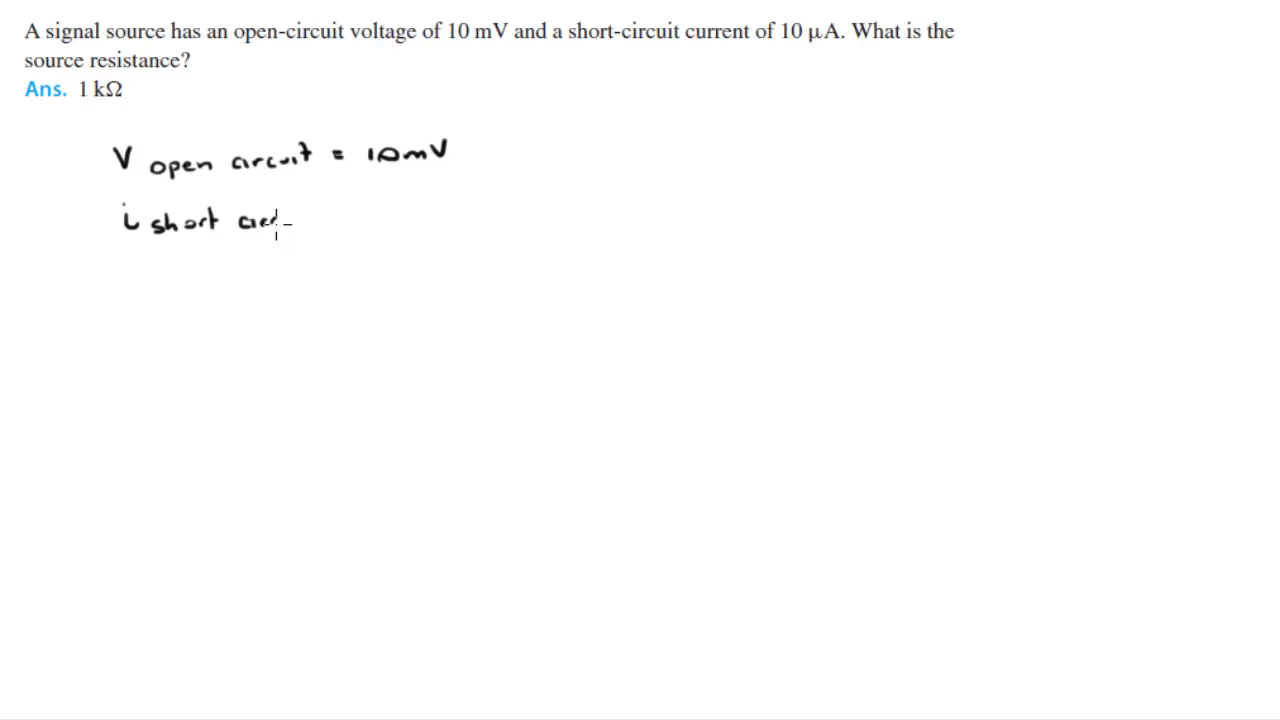 A signal source has an open-circuit voltage of 10 mV and a short-circuit current of 10 μA. What is the
source resistance?
Ans. 1 kΩ
V open circuit = 10mV
i short